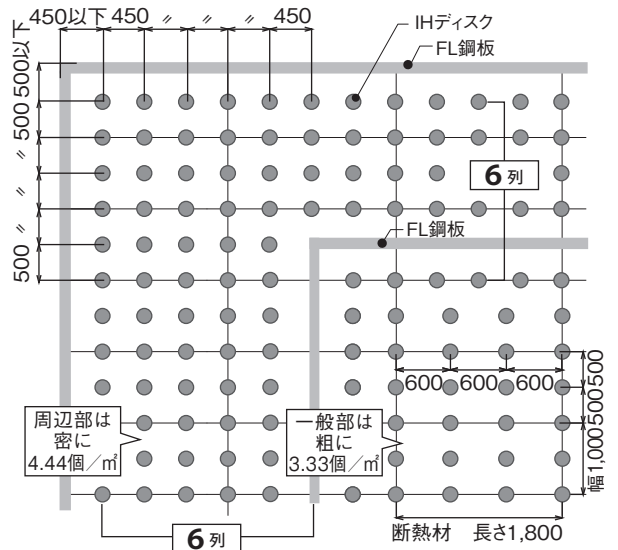 450以下 450 〃 〃 〃 450
IHディスク
FL鋼板
500以下
500
〃
〃
〃
500
6列
FL鋼板
600 600 600
500
500
幅1,000
周辺部は
密に
4.44個／㎡
一般部は
粗に
3.33個／㎡
6列
断熱材 長さ1,800